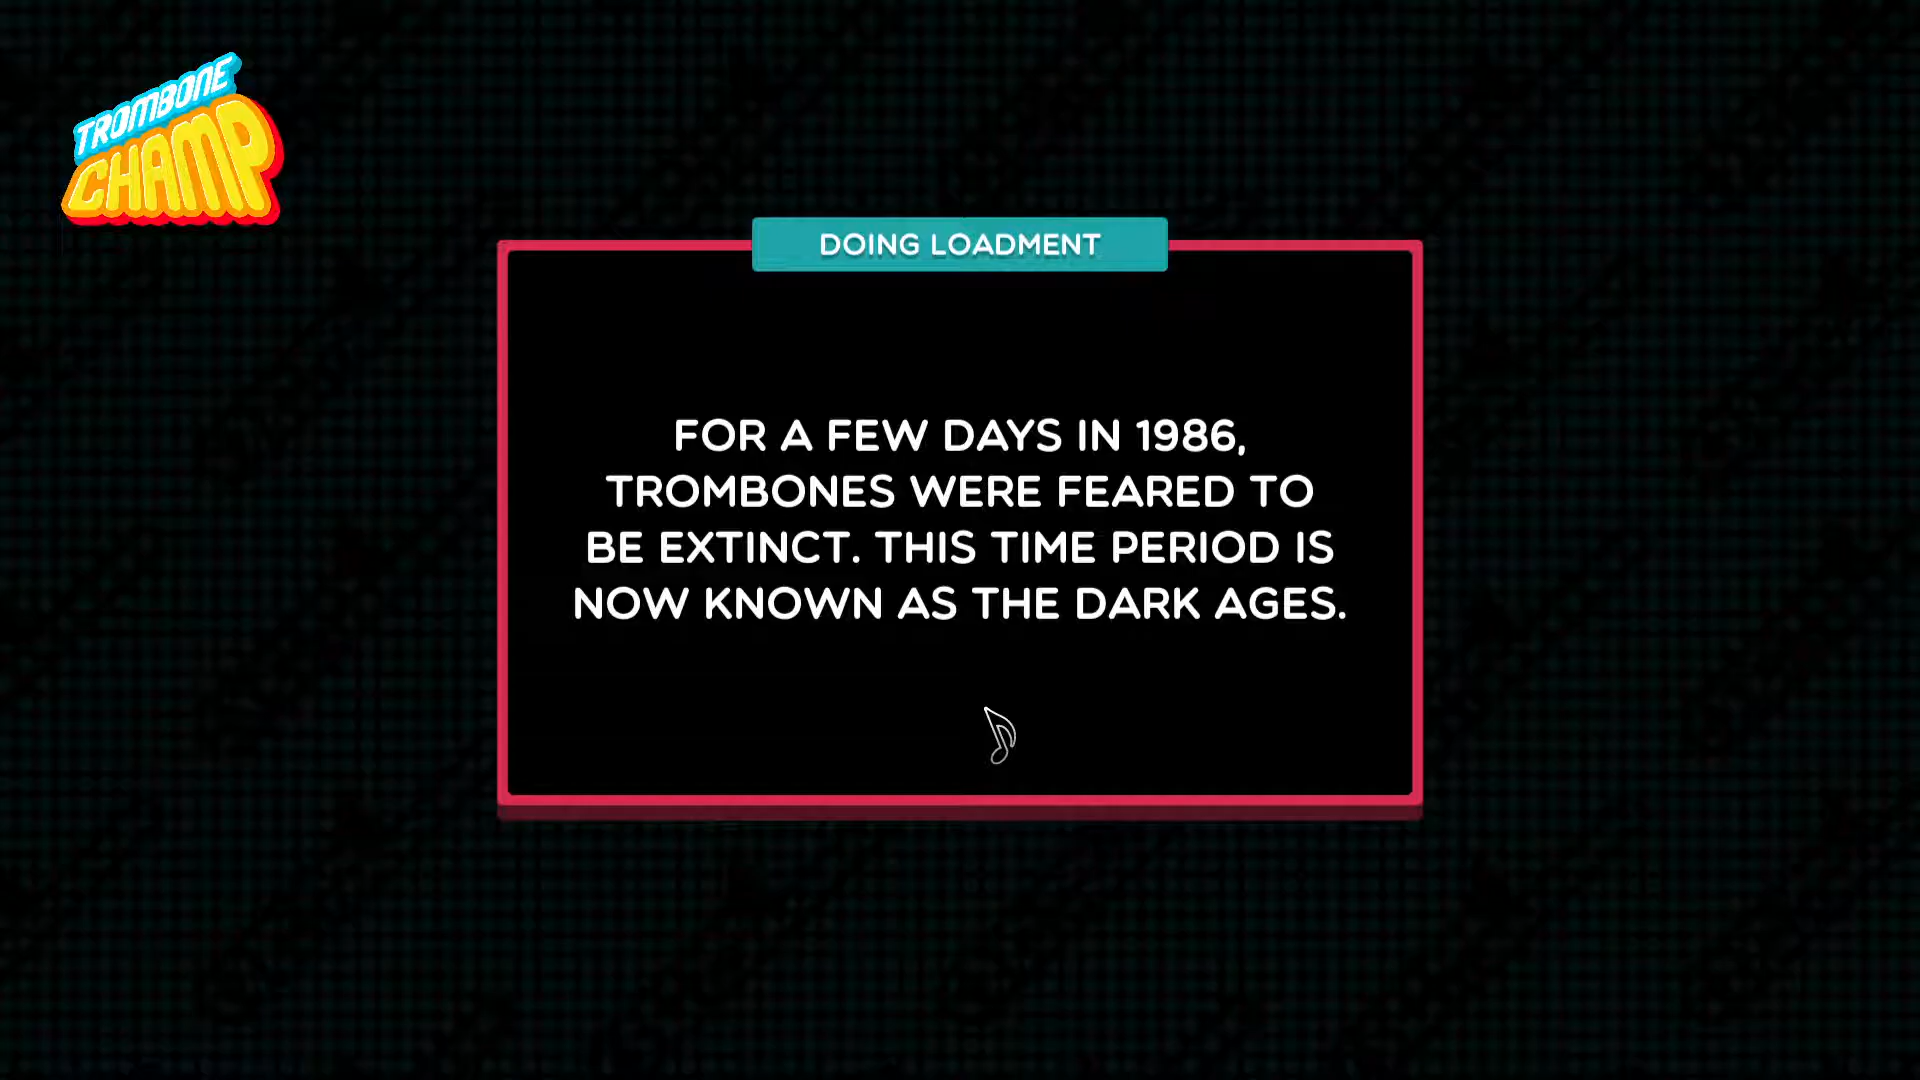 TROMBONE
CHAMP
DOING LOADMENT
FOR A FEW DAYS IN 1986,
TROMBONES WERE FEARED TO
BE EXTINCT. THIS TIME PERIOD IS
NOW KNOWN AS THE DARK AGES.